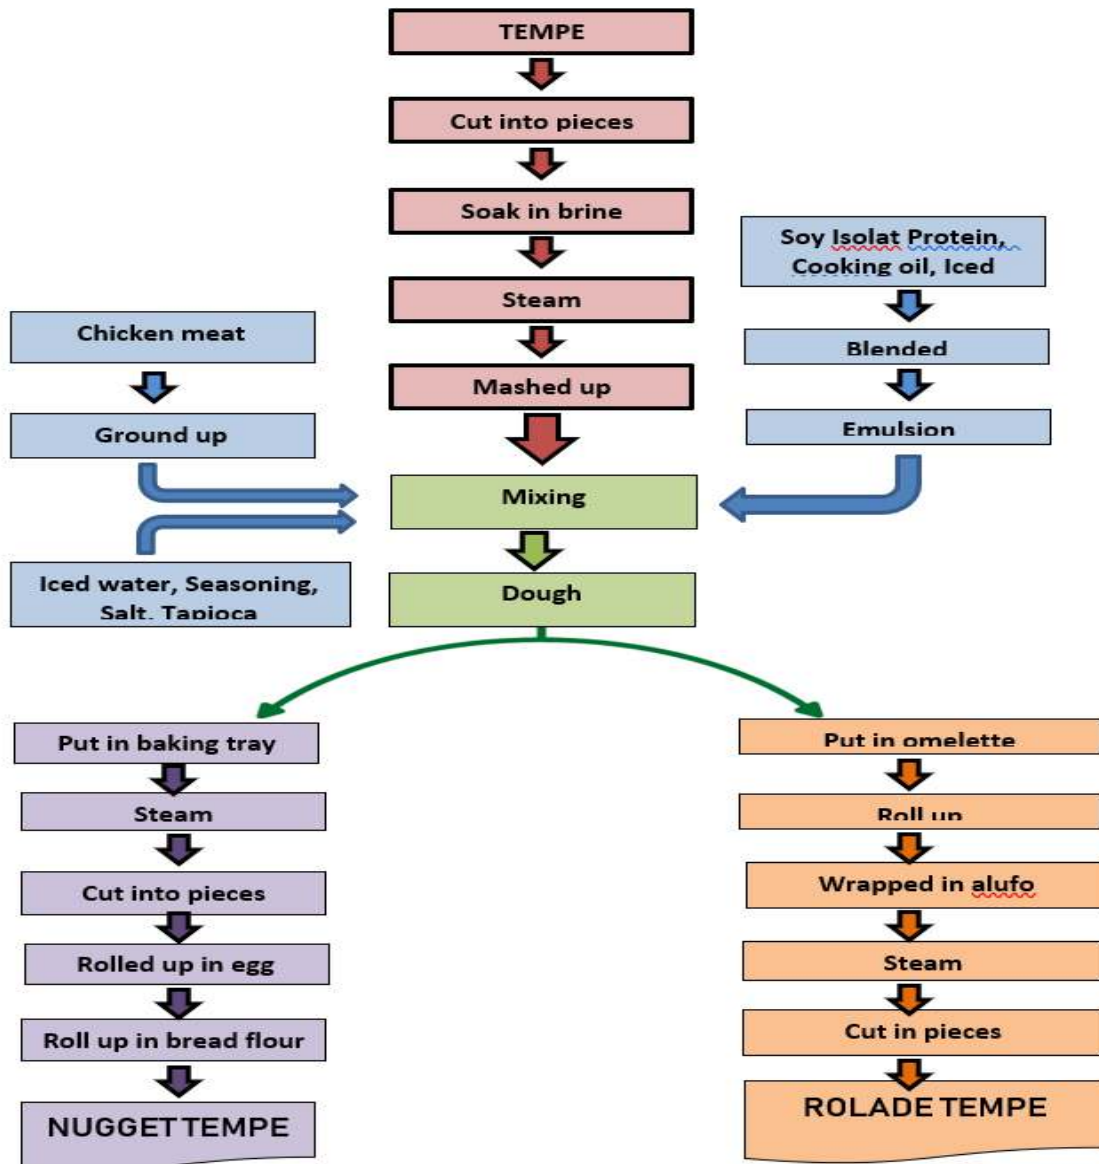 TEMPE
Cut into pieces
Soak in brine
Steam
Mashed up
Soy Isolat Protein,
Cooking oil, Iced
Blended
Emulsion
Chicken meat
Ground up
Iced water, Seasoning,
Salt, Tapioca
Mixing
Dough
Put in baking tray
Steam
Cut into pieces
Rolled up in egg
Roll up in bread flour
NUGGET TEMPE
Put in omelette
Roll up
Wrapped in alufo
Steam
Cut in pieces
ROLADE TEMPE